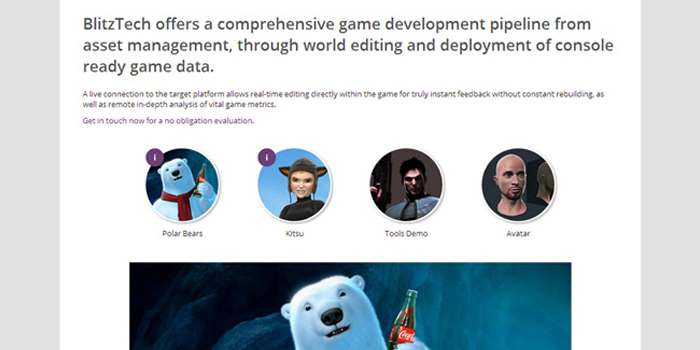 BlitzTech offers a comprehensive game development pipeline from
asset management, through world editing and deployment of console
ready game data.
A live connection to the target platform allows real-time editing directly within the game for truly instant feedback without constant rebuilding, as
well as remote in-depth analysis of vital game metrics.
Get in touch now for a no obligation evaluation.
i
i
Polar Bears
Kitsu
Tools Demo
Avatar
Coca-Cola